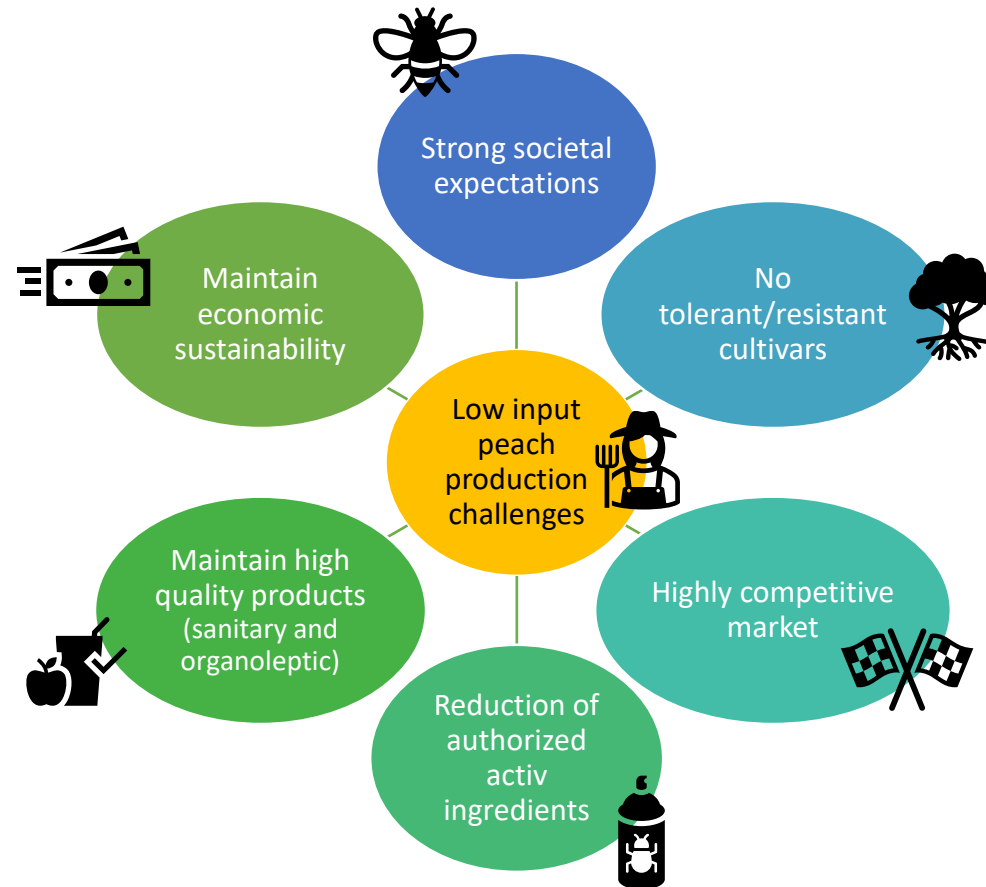 Strong societal
expectations
No
tolerant/resistant
cultivars
Highly competitive
market
Reduction of
authorized
activ
ingredients
Maintain high
quality products
(sanitary and
organoleptic)
Maintain
economic
sustainability
Low input
peach
production
challenges